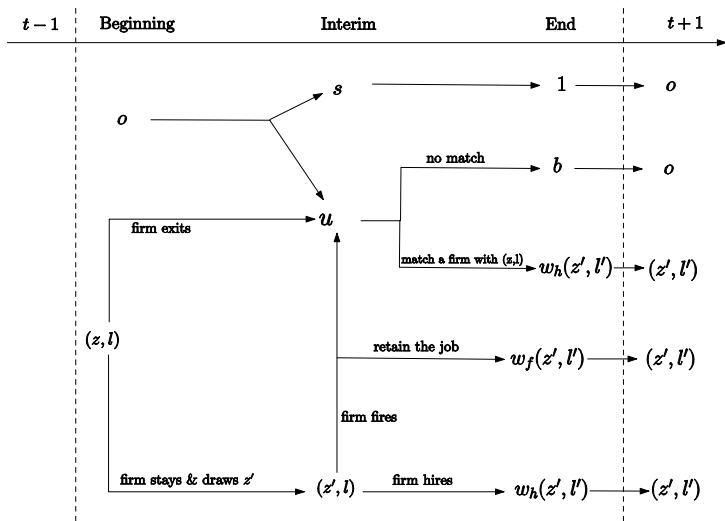 t − 1 Beginning Interim End t + 1
s 1 o
o
no match b o
u
firm exits
match a firm with (z,l) w_h(z′, l′) (z′, l′)
(z, l)
retain the job w_f(z′, l′) (z′, l′)
firm fires
firm stays & draws z′ (z′, l) firm hires w_h(z′, l′) (z′, l′)